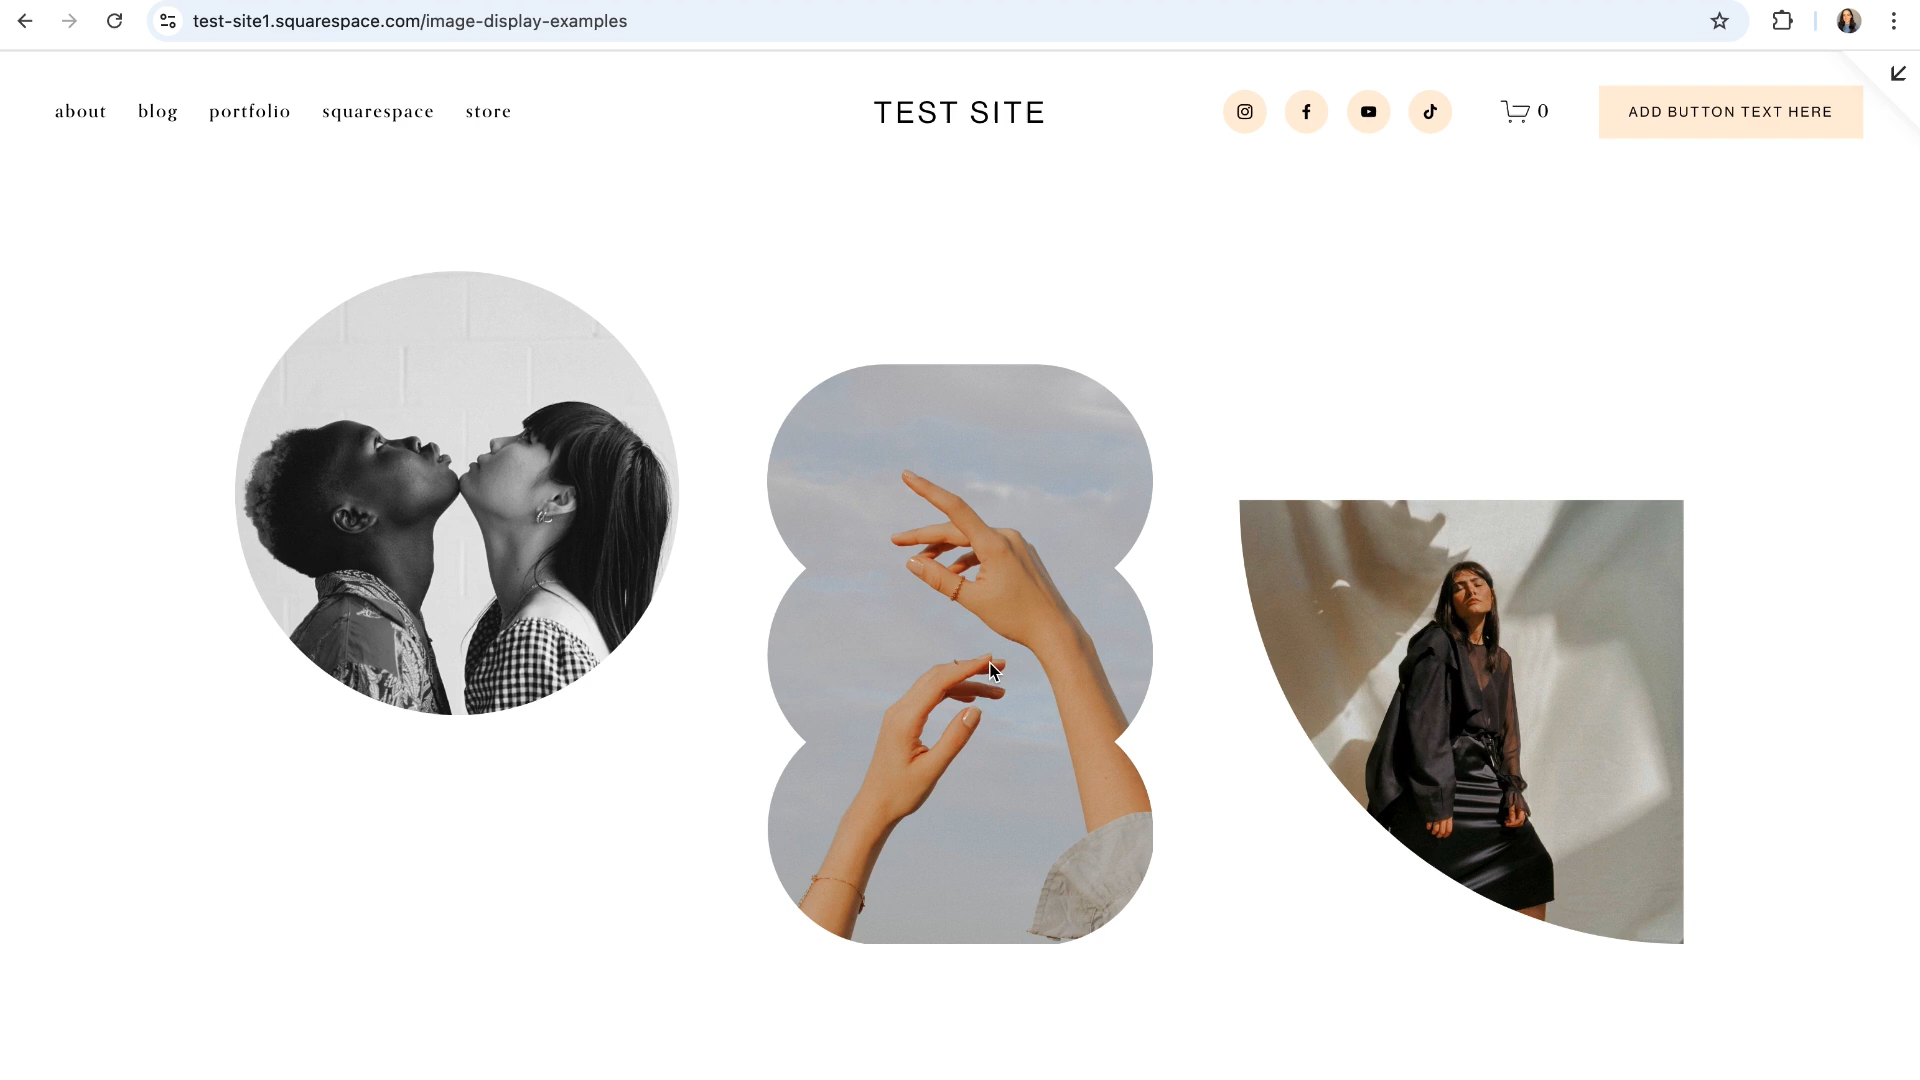 test-site1.squarespace.com/image-display-examples
about blog portfolio squarespace store
TEST SITE
0
ADD BUTTON TEXT HERE